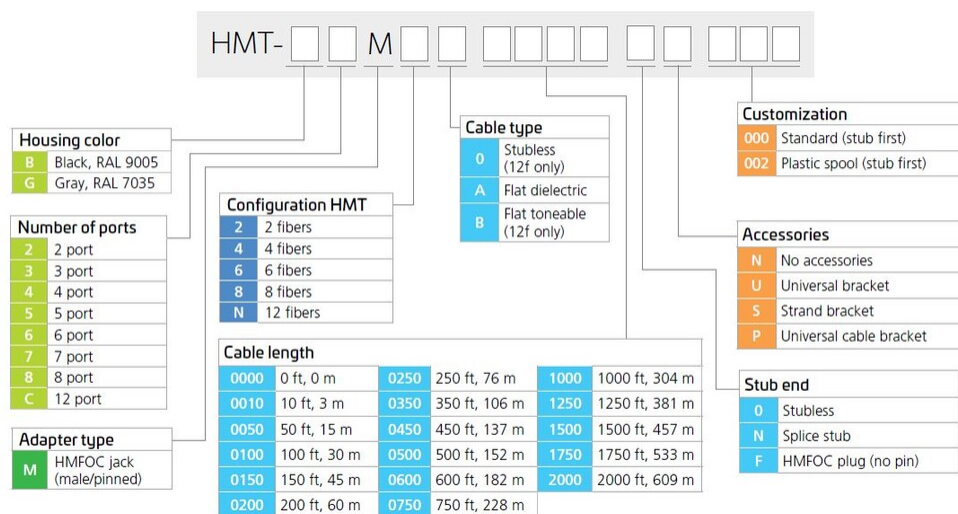 HMT- M
Housing color
B Black, RAL 9005
G Gray, RAL 7035
Number of ports
2 2 port
3 3 port
4 4 port
5 5 port
6 6 port
7 7 port
8 8 port
C 12 port
Adapter type
M HMFOC jack
(male/pinned)
Configuration HMT
2 2 fibers
4 4 fibers
6 6 fibers
8 8 fibers
N 12 fibers
Cable type
0 Stubless
(12f only)
A Flat dielectric
B Flat toneable
(12f only)
Cable length
0000 0 ft, 0 m 0250 250 ft, 76 m 1000 1000 ft, 304 m
0010 10 ft, 3 m 0350 350 ft, 106 m 1250 1250 ft, 381 m
0050 50 ft, 15 m 0450 450 ft, 137 m 1500 1500 ft, 457 m
0100 100 ft, 30 m 0500 500 ft, 152 m 1750 1750 ft, 533 m
0150 150 ft, 45 m 0600 600 ft, 182 m 2000 2000 ft, 609 m
0200 200 ft, 60 m 0750 750 ft, 228 m
Customization
000 Standard (stub first)
002 Plastic spool (stub first)
Accessories
N No accessories
U Universal bracket
S Strand bracket
P Universal cable bracket
Stub end
0 Stubless
N Splice stub
F HMFOC plug (no pin)